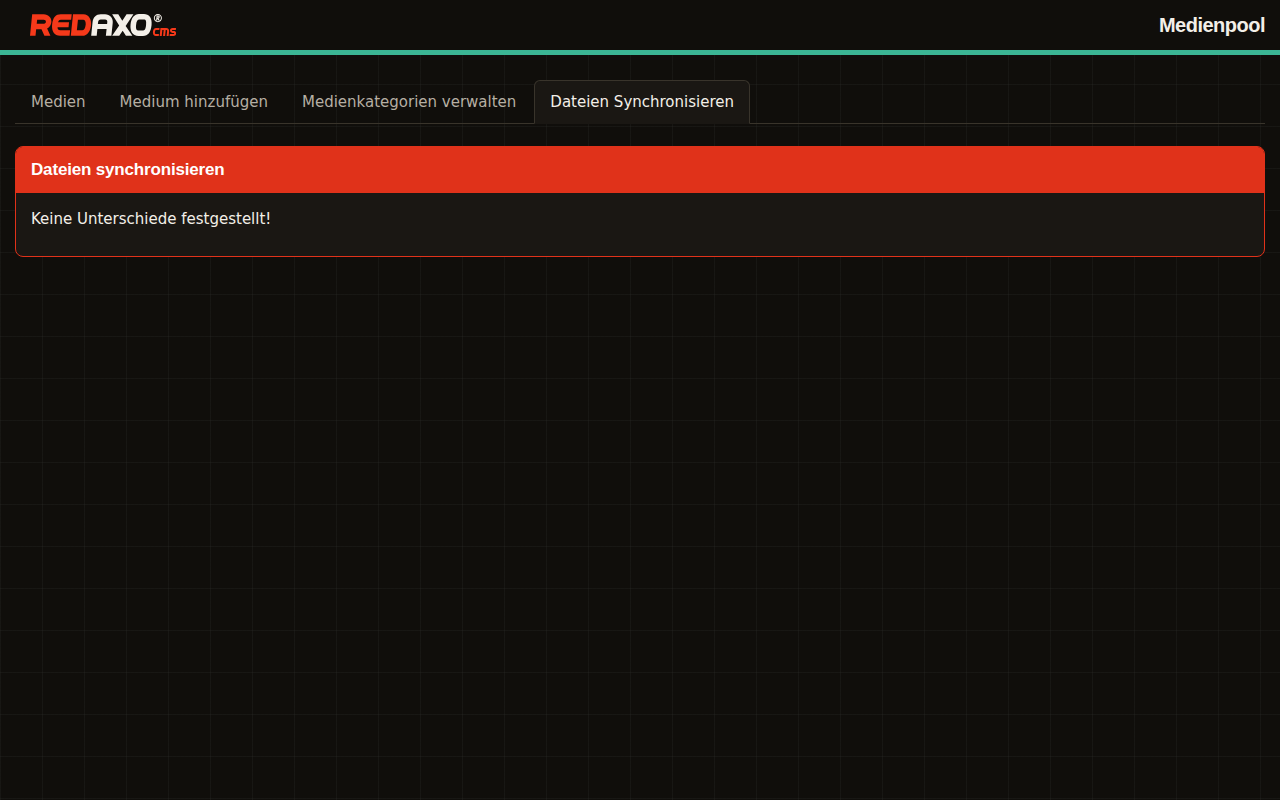 REDAXO® cms
Medienpool
Medien
Medium hinzufügen
Medienkategorien verwalten
Dateien Synchronisieren
Dateien synchronisieren
Keine Unterschiede festgestellt!